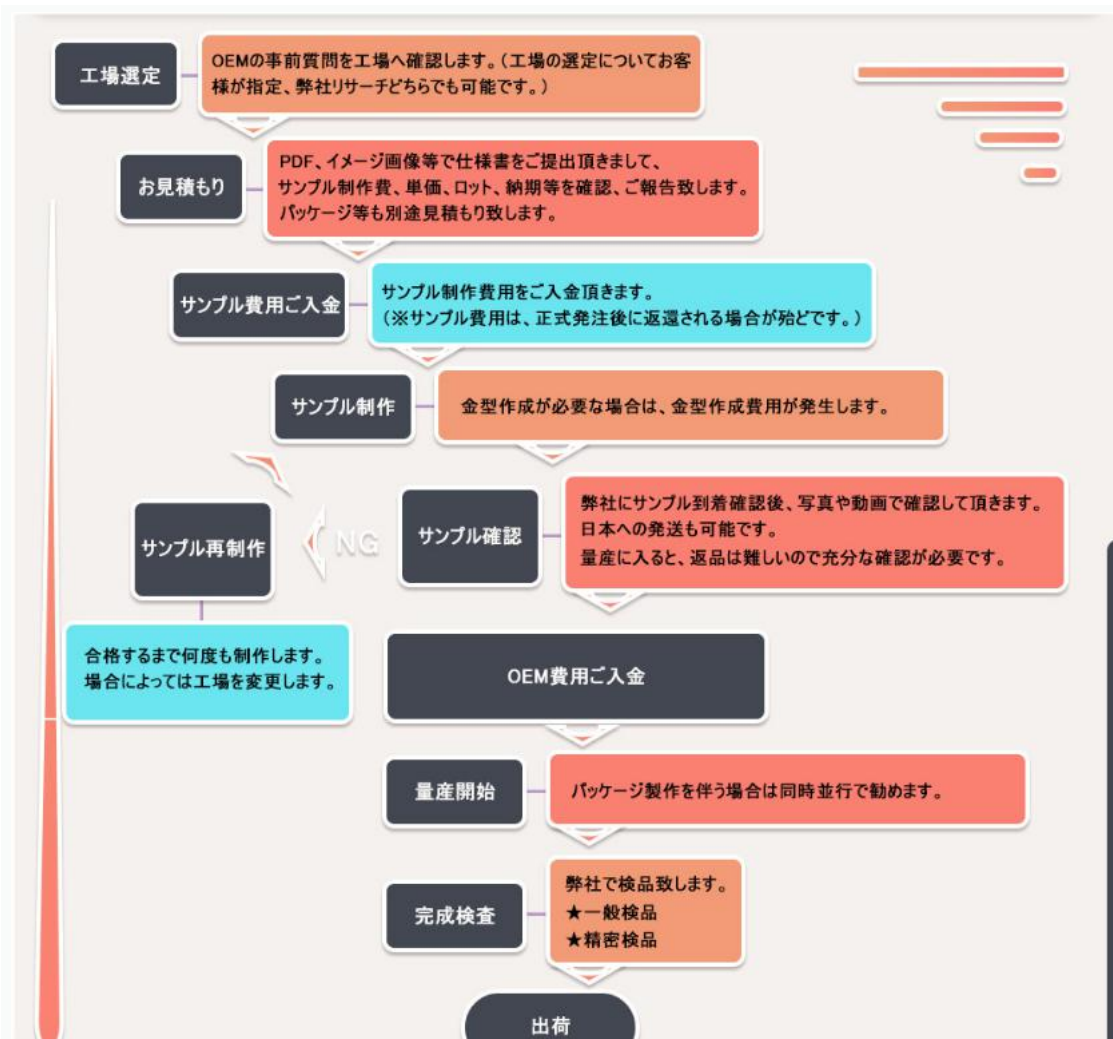 工場選定
OEMの事前質問を工場へ確認します。（工場の選定についてお客
様が指定、弊社リサーチどちらでも可能です。）
お見積もり
PDF、イメージ画像等で仕様書をご提出頂きまして、
サンプル制作費、単価、ロット、納期等を確認、ご報告致します。
パッケージ等も別途見積もり致します。
サンプル費用ご入金
サンプル制作費用をご入金頂きます。
（※サンプル費用は、正式発注後に返還される場合が殆どです。）
サンプル制作
金型作成が必要な場合は、金型作成費用が発生します。
サンプル確認
弊社にサンプル到着確認後、写真や動画で確認して頂きます。
日本への発送も可能です。
量産に入ると、返品は難しいので充分な確認が必要です。
NG
サンプル再制作
合格するまで何度も制作します。
場合によっては工場を変更します。
OEM費用ご入金
量産開始
パッケージ製作を伴う場合は同時並行で勧めます。
完成検査
弊社で検品致します。
★一般検品
★精密検品
出荷